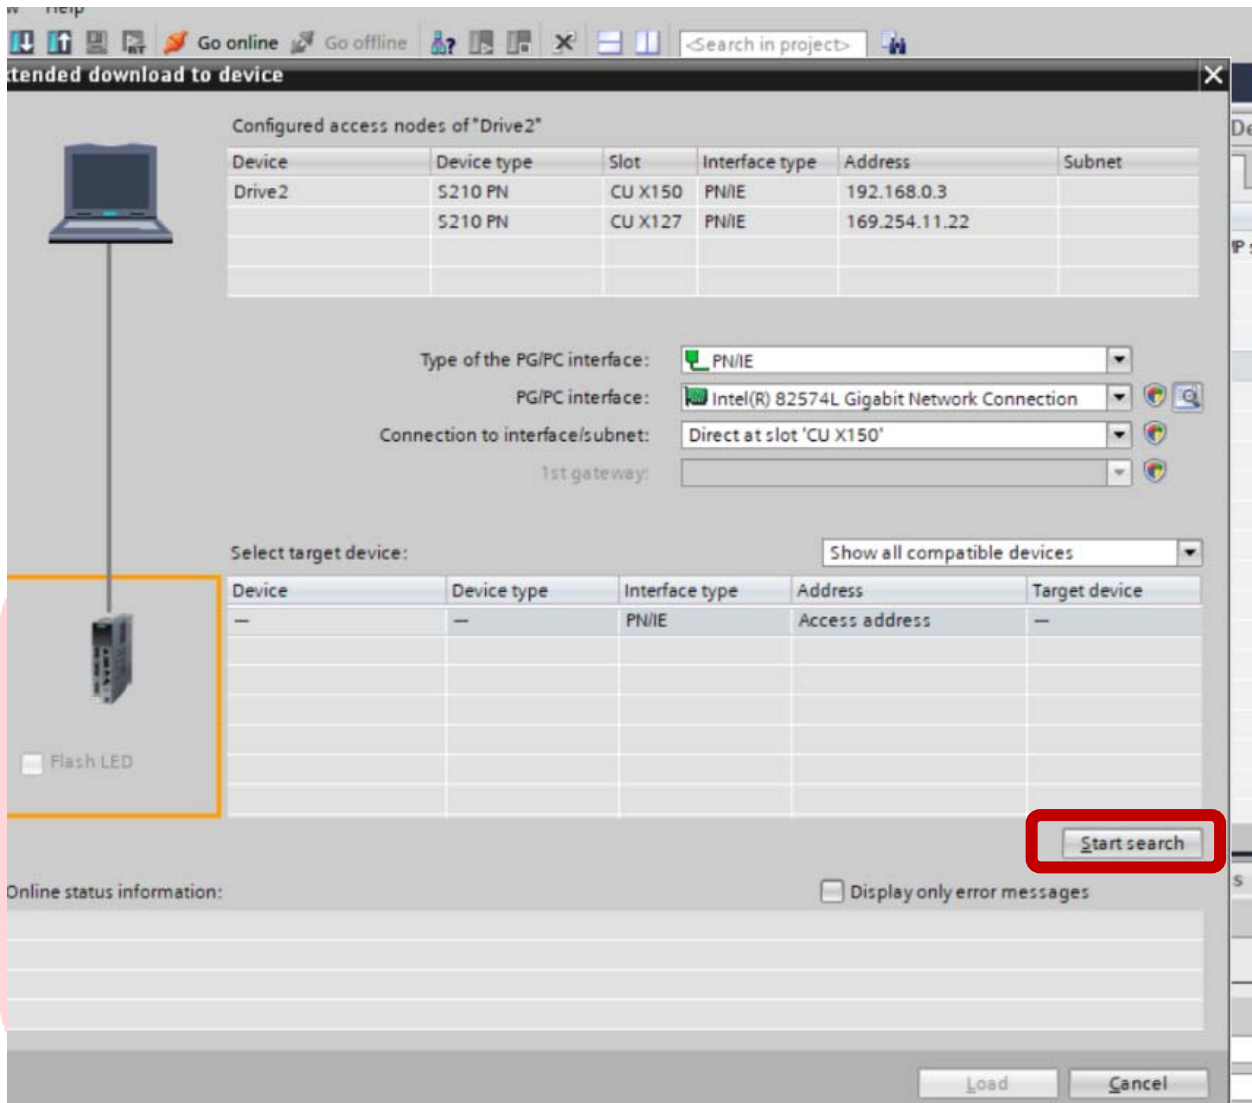 Help
RT Go online Go offline <Search in project>
xtended download to device
Configured access nodes of "Drive2"
Device Device type Slot Interface type Address Subnet
Drive2 S210 PN CU X150 PN/IE 192.168.0.3
S210 PN CU X127 PN/IE 169.254.11.22
Type of the PG/PC interface: PN/IE
PG/PC interface: Intel(R) 82574L Gigabit Network Connection
Connection to interface/subnet: Direct at slot 'CU X150'
1st gateway:
Select target device: Show all compatible devices
Device Device type Interface type Address Target device
— — PN/IE Access address —
Flash LED
Start search
Online status information: Display only error messages
Load Cancel